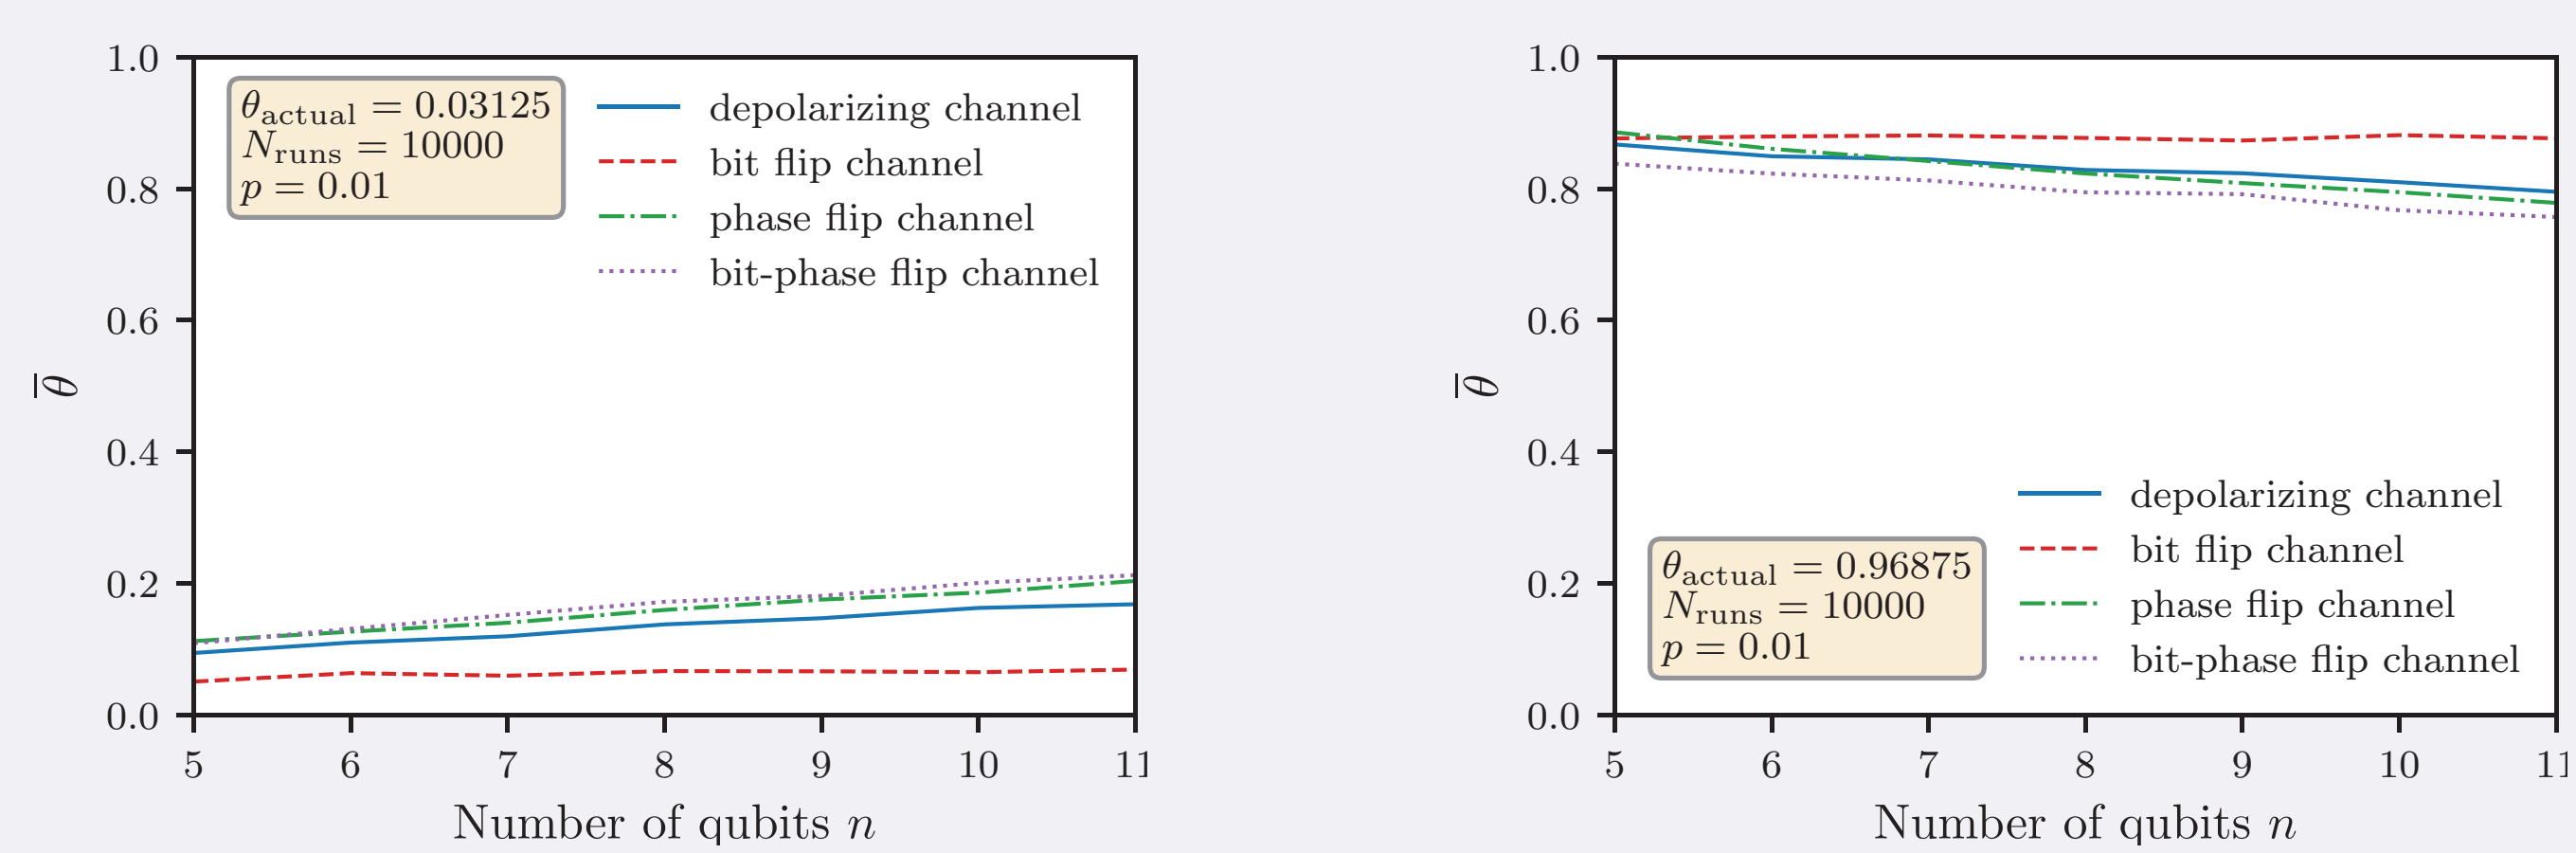 1.0
0.8
0.6
0.4
0.2
0.0
θ̅
θ_actual = 0.03125
N_runs = 10000
p = 0.01
depolarizing channel
bit flip channel
phase flip channel
bit-phase flip channel
5 6 7 8 9 10 11
Number of qubits n
1.0
0.8
0.6
0.4
0.2
0.0
θ̅
θ_actual = 0.96875
N_runs = 10000
p = 0.01
depolarizing channel
bit flip channel
phase flip channel
bit-phase flip channel
5 6 7 8 9 10 11
Number of qubits n